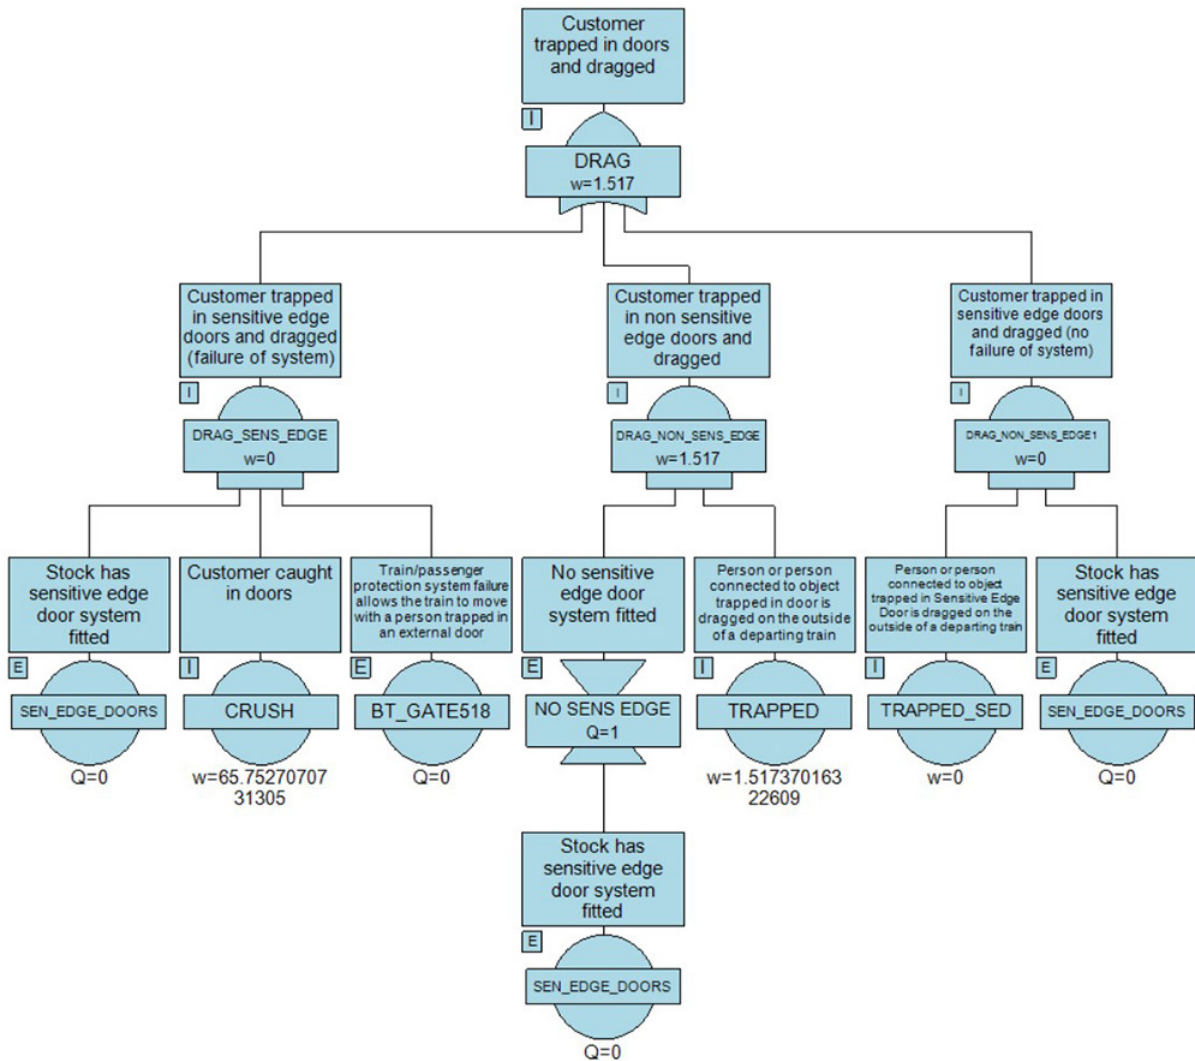 Customer
trapped in doors
and dragged
I
DRAG
w=1.517
Customer trapped
in sensitive edge
doors and dragged
(failure of system)
I
DRAG_SENS_EDGE
w=0
Customer trapped
in non sensitive
edge doors and
dragged
I
DRAG_NON_SENS_EDGE
w=1.517
Customer trapped in
sensitive edge doors
and dragged (no
failure of system)
I
DRAG_NON_SENS_EDGE1
w=0
Stock has
sensitive edge
door system
fitted
E
SEN_EDGE_DOORS
Q=0
Customer caught
in doors
I
CRUSH
w=65.75270707
31305
Train/passenger
protection system failure
allows the train to move
with a person trapped in
an external door
E
BT_GATE518
Q=0
No sensitive
edge door
system fitted
E
NO SENS EDGE
Q=1
Person or person
connected to object
trapped in door is
dragged on the outside
of a departing train
I
TRAPPED
w=1.517370163
22609
Person or person
connected to object
trapped in Sensitive Edge
Door is dragged on the
outside of a departing train
I
TRAPPED_SED
w=0
Stock has
sensitive edge
door system
fitted
E
SEN_EDGE_DOORS
Q=0
Stock has
sensitive edge
door system
fitted
E
SEN_EDGE_DOORS
Q=0